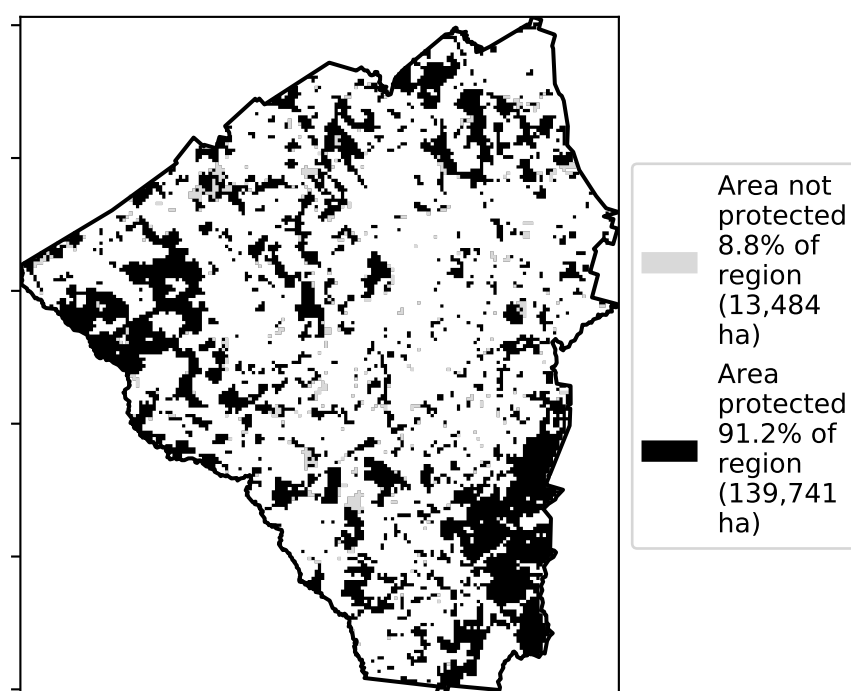 Area not
protected
8.8% of
region
(13,484
ha)
Area
protected
91.2% of
region
(139,741
ha)